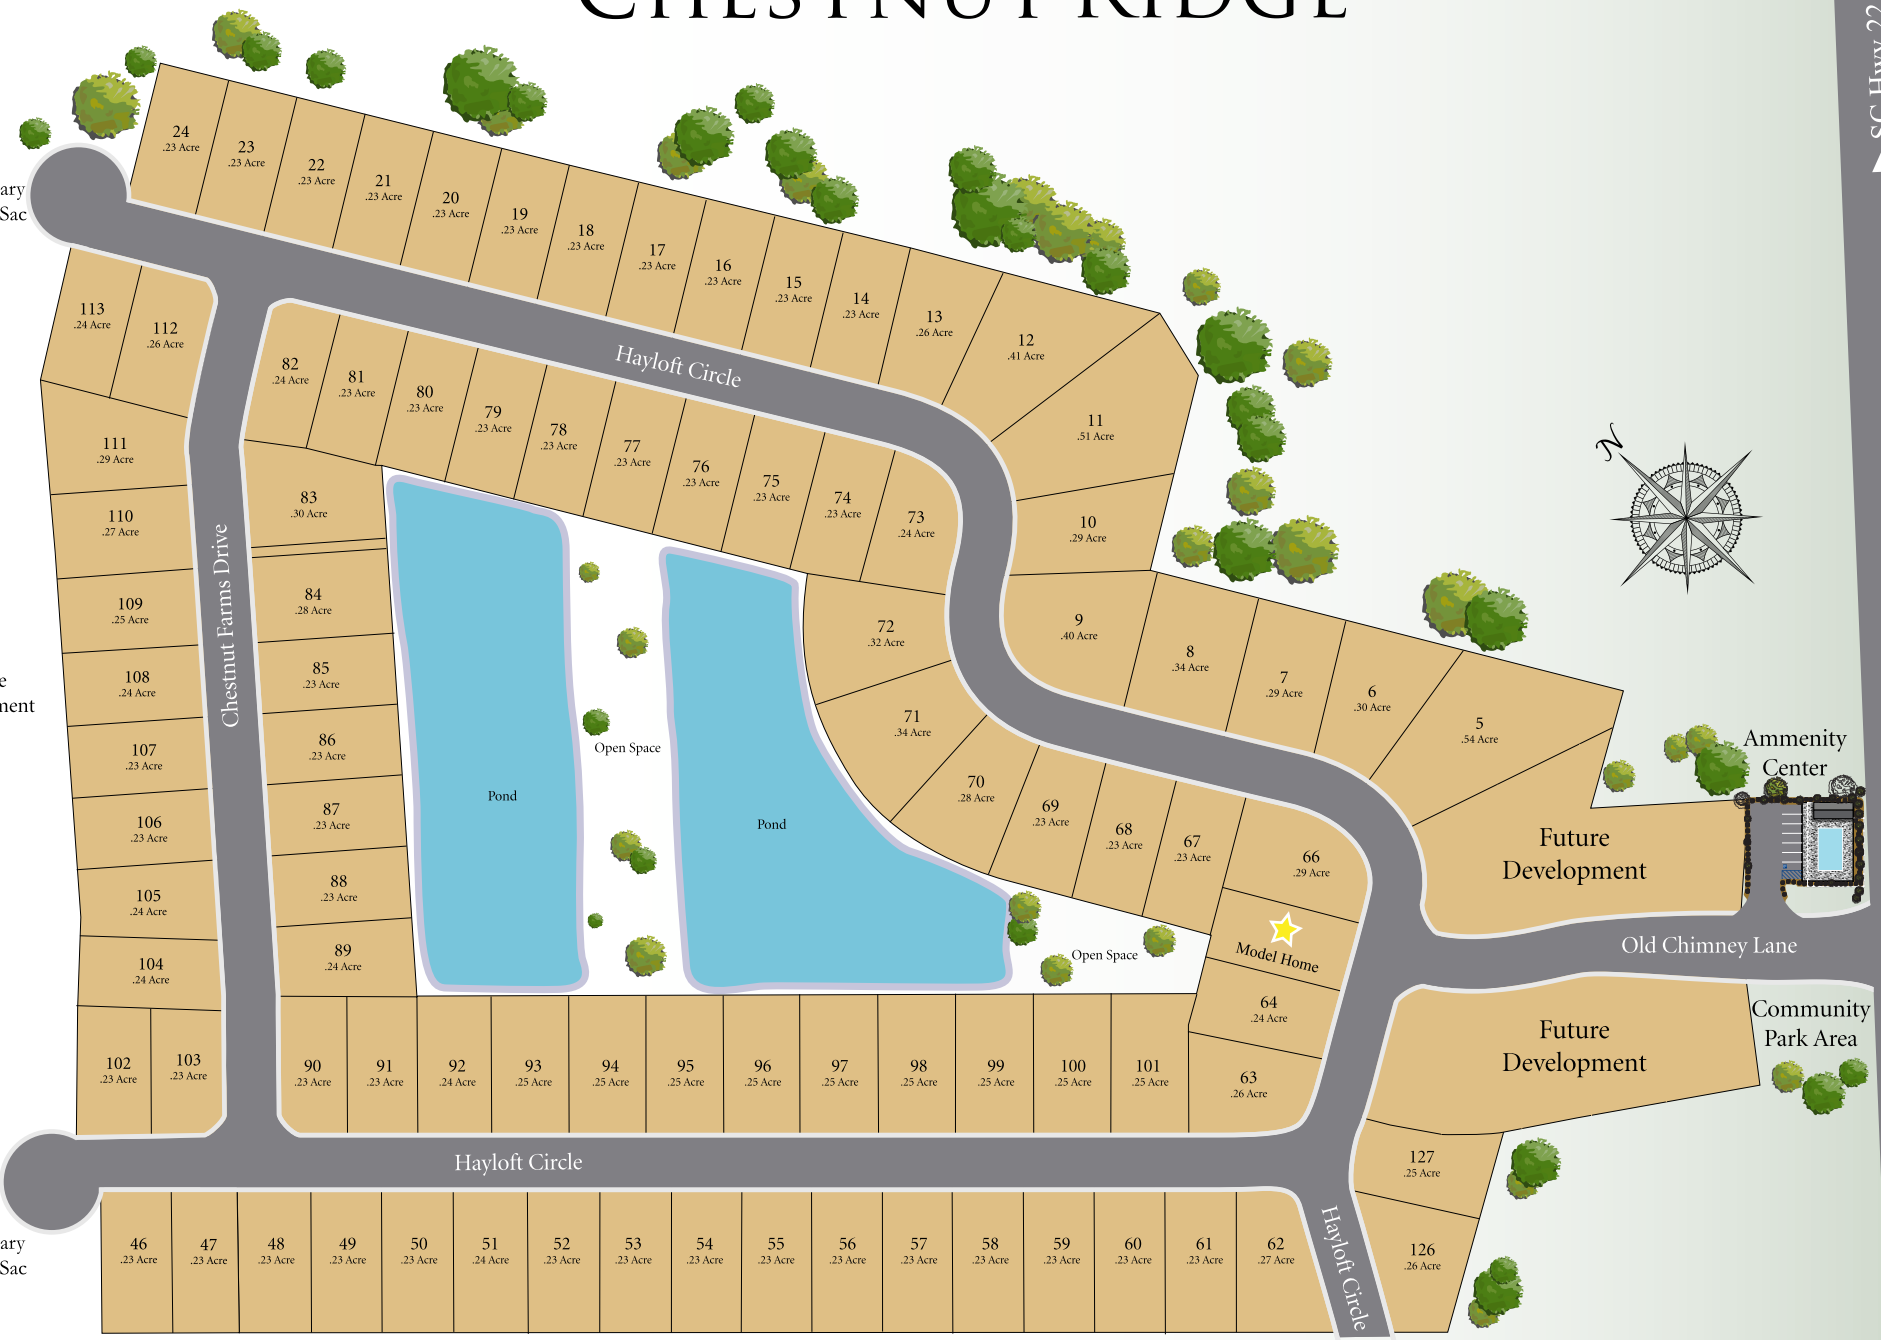 CHESTNUT RIDGE
SC HWY 22
24
.23 Acre
23
.23 Acre
22
.23 Acre
21
.23 Acre
20
.23 Acre
19
.23 Acre
18
.23 Acre
17
.23 Acre
16
.23 Acre
15
.23 Acre
14
.23 Acre
13
.26 Acre
12
.41 Acre
11
.51 Acre
10
.29 Acre
9
.40 Acre
8
.34 Acre
7
.29 Acre
6
.30 Acre
5
.54 Acre
ary
Sac
Hayloft Circle
N
113
.24 Acre
112
.26 Acre
111
.29 Acre
110
.27 Acre
109
.25 Acre
108
.24 Acre
107
.23 Acre
106
.23 Acre
105
.24 Acre
104
.24 Acre
102
.23 Acre
103
.23 Acre
e
ment
Chestnut Farms Drive
82
.24 Acre
81
.23 Acre
80
.23 Acre
79
.23 Acre
78
.23 Acre
77
.23 Acre
76
.23 Acre
75
.23 Acre
74
.23 Acre
73
.24 Acre
72
.32 Acre
71
.34 Acre
70
.28 Acre
69
.23 Acre
68
.23 Acre
67
.23 Acre
66
.29 Acre
Model Home
64
.24 Acre
63
.26 Acre
83
.30 Acre
84
.28 Acre
85
.23 Acre
86
.23 Acre
87
.23 Acre
88
.23 Acre
89
.24 Acre
Pond
Open Space
Pond
Open Space
Ammenity
Center
Future
Development
Old Chimney Lane
Future
Development
Community
Park Area
90
.23 Acre
91
.23 Acre
92
.24 Acre
93
.25 Acre
94
.25 Acre
95
.25 Acre
96
.25 Acre
97
.25 Acre
98
.25 Acre
99
.25 Acre
100
.25 Acre
101
.25 Acre
Hayloft Circle
127
.25 Acre
126
.26 Acre
Hayloft Circle
ary
Sac
46
.23 Acre
47
.23 Acre
48
.23 Acre
49
.23 Acre
50
.23 Acre
51
.24 Acre
52
.23 Acre
53
.23 Acre
54
.23 Acre
55
.23 Acre
56
.23 Acre
57
.23 Acre
58
.23 Acre
59
.23 Acre
60
.23 Acre
61
.23 Acre
62
.27 Acre